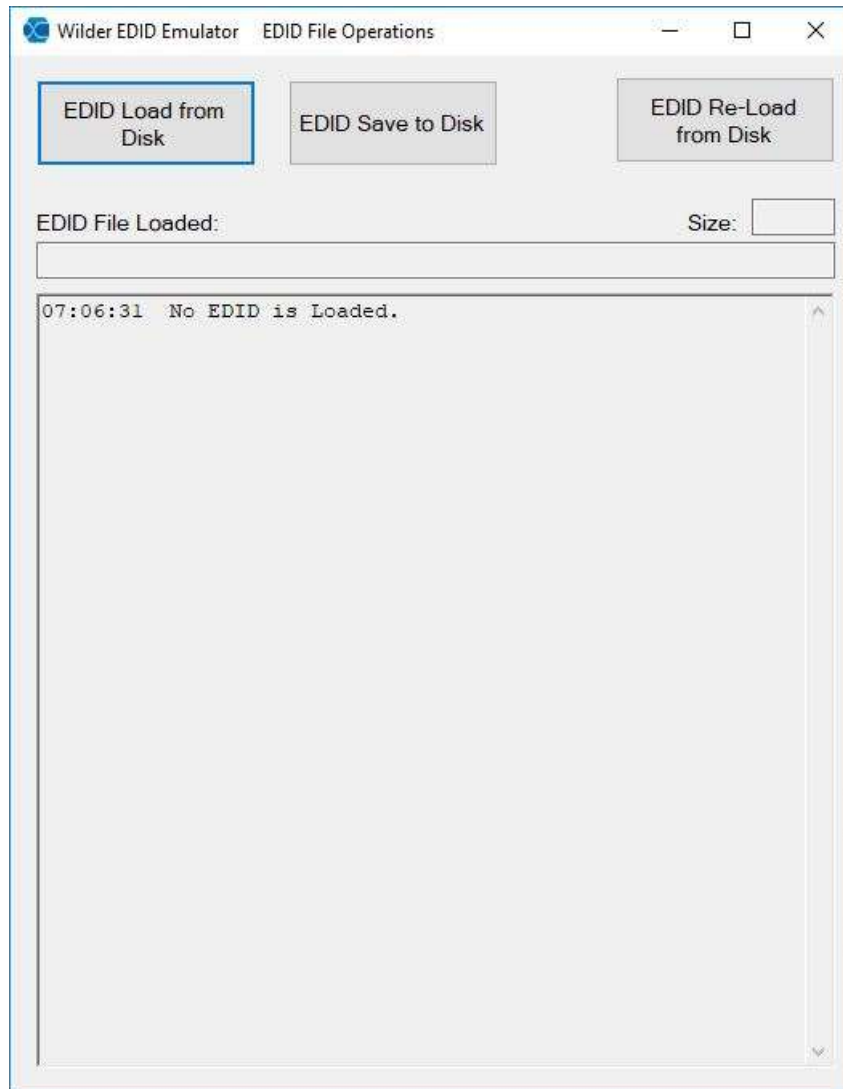 Wilder EDID Emulator    EDID File Operations
EDID Load from
Disk
EDID Save to Disk
EDID Re-Load
from Disk
EDID File Loaded:
Size:
07:06:31  No EDID is Loaded.